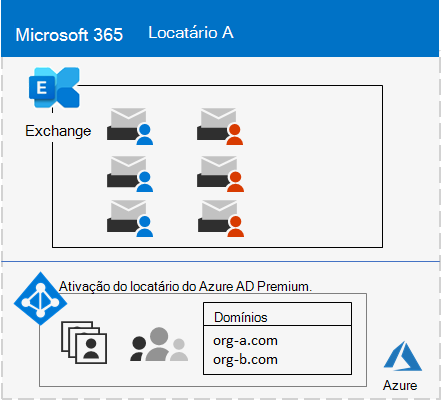 Microsoft 365 Locatário A
E
Exchange
Ativação do locatário do Azure AD Premium.
Domínios
org-a.com
org-b.com
Azure